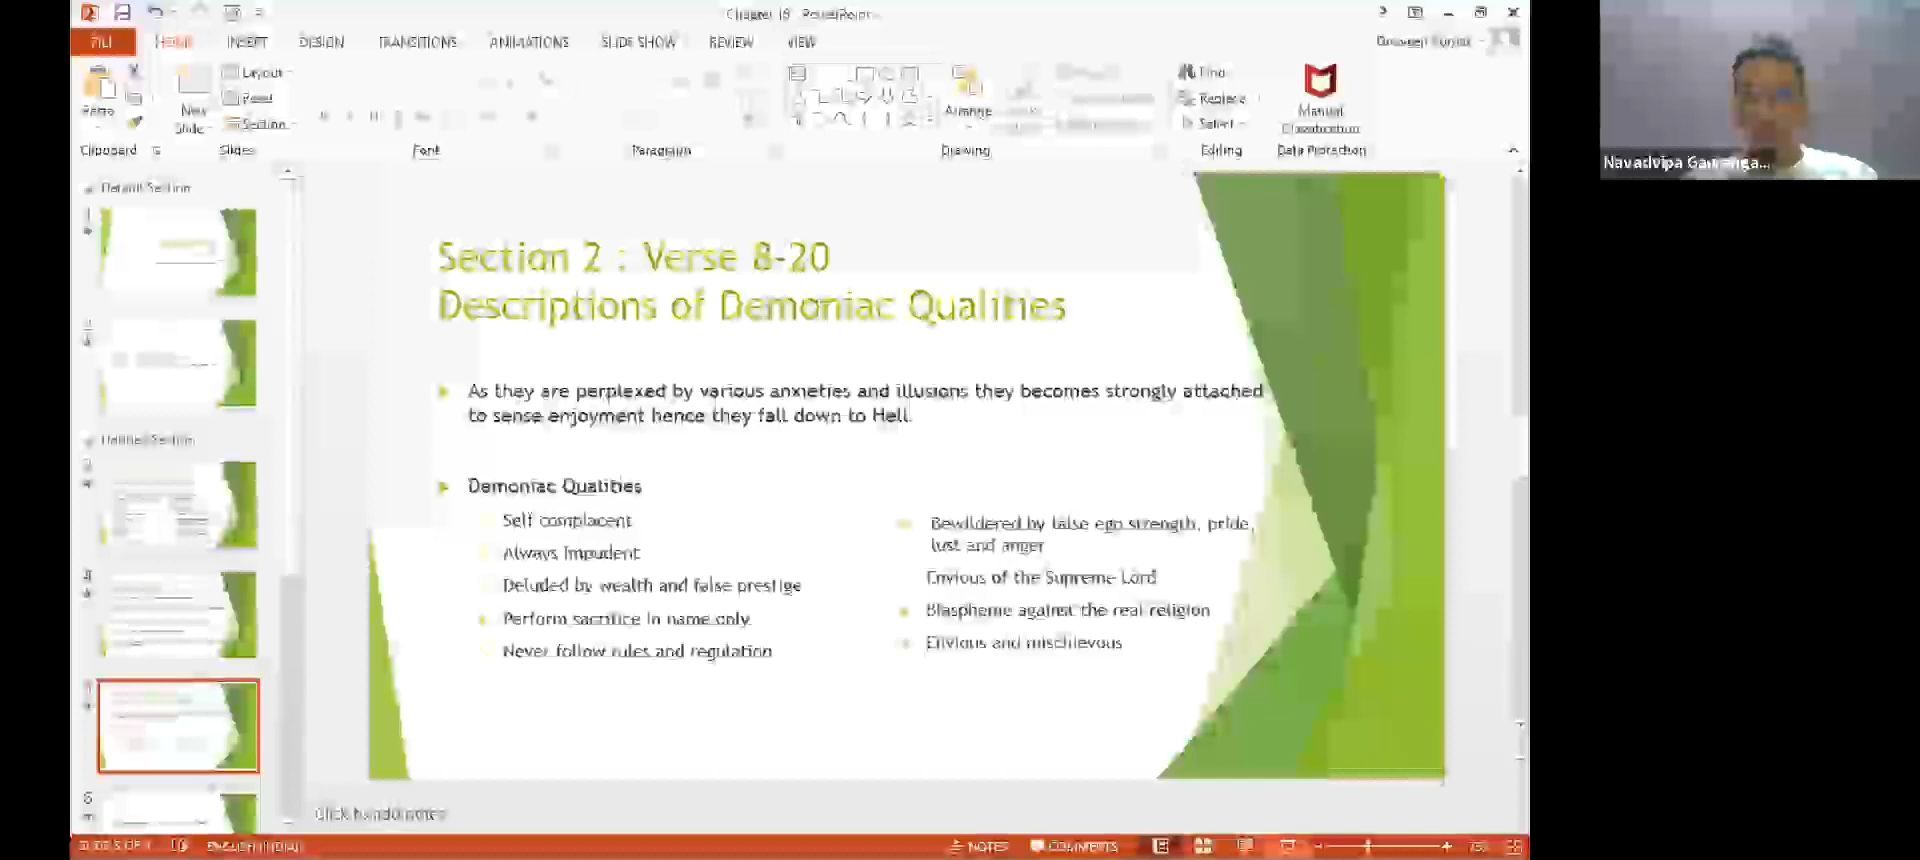 Chapter 16 - PowerPoint
FILE
HOME
INSERT
DESIGN
TRANSITIONS
ANIMATIONS
SLIDE SHOW
REVIEW
VIEW
Paste
New
Slide
Layout
Reset
Section
Arrange
Find
Replace
Select
Manual
Classification
Clipboard
Slides
Font
Paragraph
Drawing
Editing
Data Protection
Default Section
Untitled Section
6
Section 2 : Verse 8-20
Descriptions of Demoniac Qualities
As they are perplexed by various anxieties and illusions they becomes strongly attached
to sense enjoyment hence they fall down to Hell.
Demoniac Qualities
Self complacent
Always Impudent
Deluded by wealth and false prestige
Perform sacrifice in name only
Never follow rules and regulation
Bewildered by false ego strength, pride,
lust and anger
Envious of the Supreme Lord
Blaspheme against the real religion
Envious and mischievous
Click to add notes
ENGLISH (INDIA)
NOTES
COMMENTS
Navadvipa